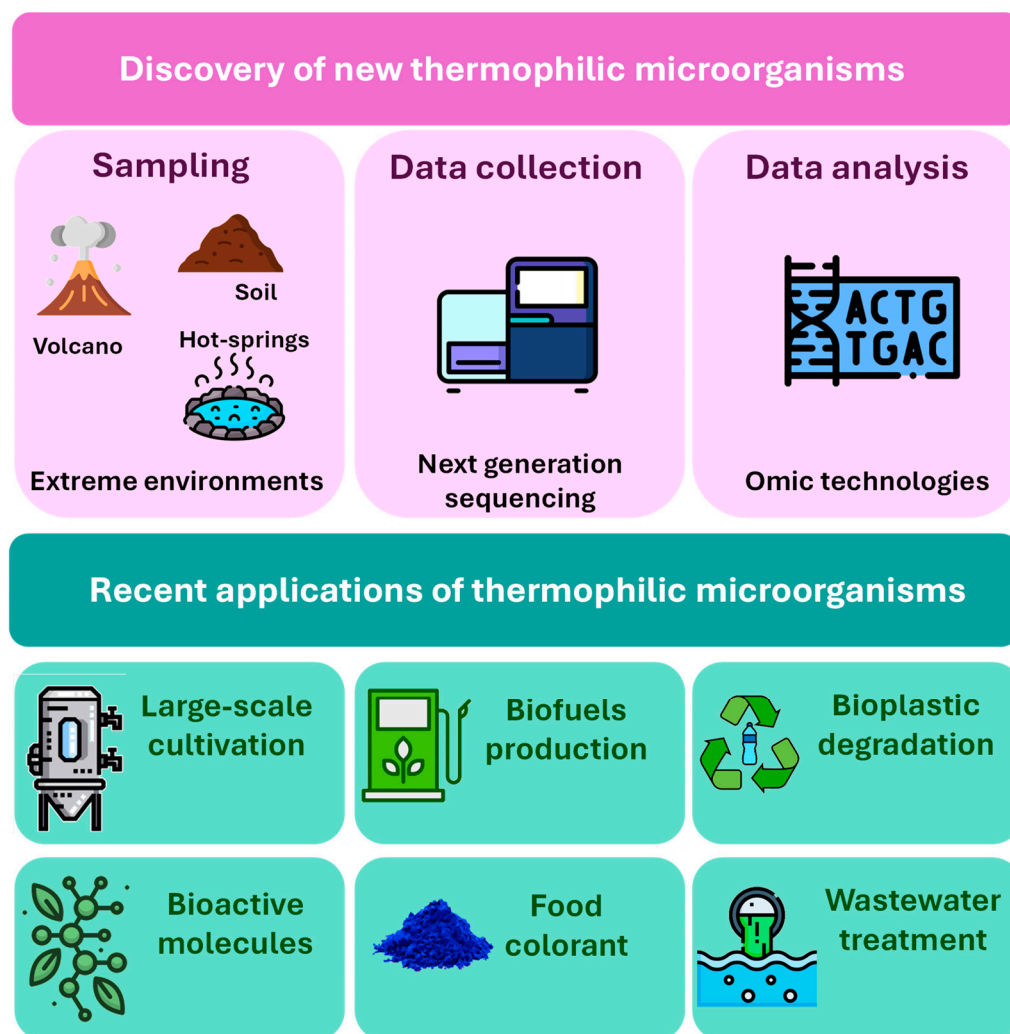 Discovery of new thermophilic microorganisms
Sampling
Volcano
Soil
Hot-springs
Extreme environments
Data collection
Next generation
sequencing
Data analysis
ACTG
TGAC
Omic technologies
Recent applications of thermophilic microorganisms
Large-scale
cultivation
Biofuels
production
Bioplastic
degradation
Bioactive
molecules
Food
colorant
Wastewater
treatment